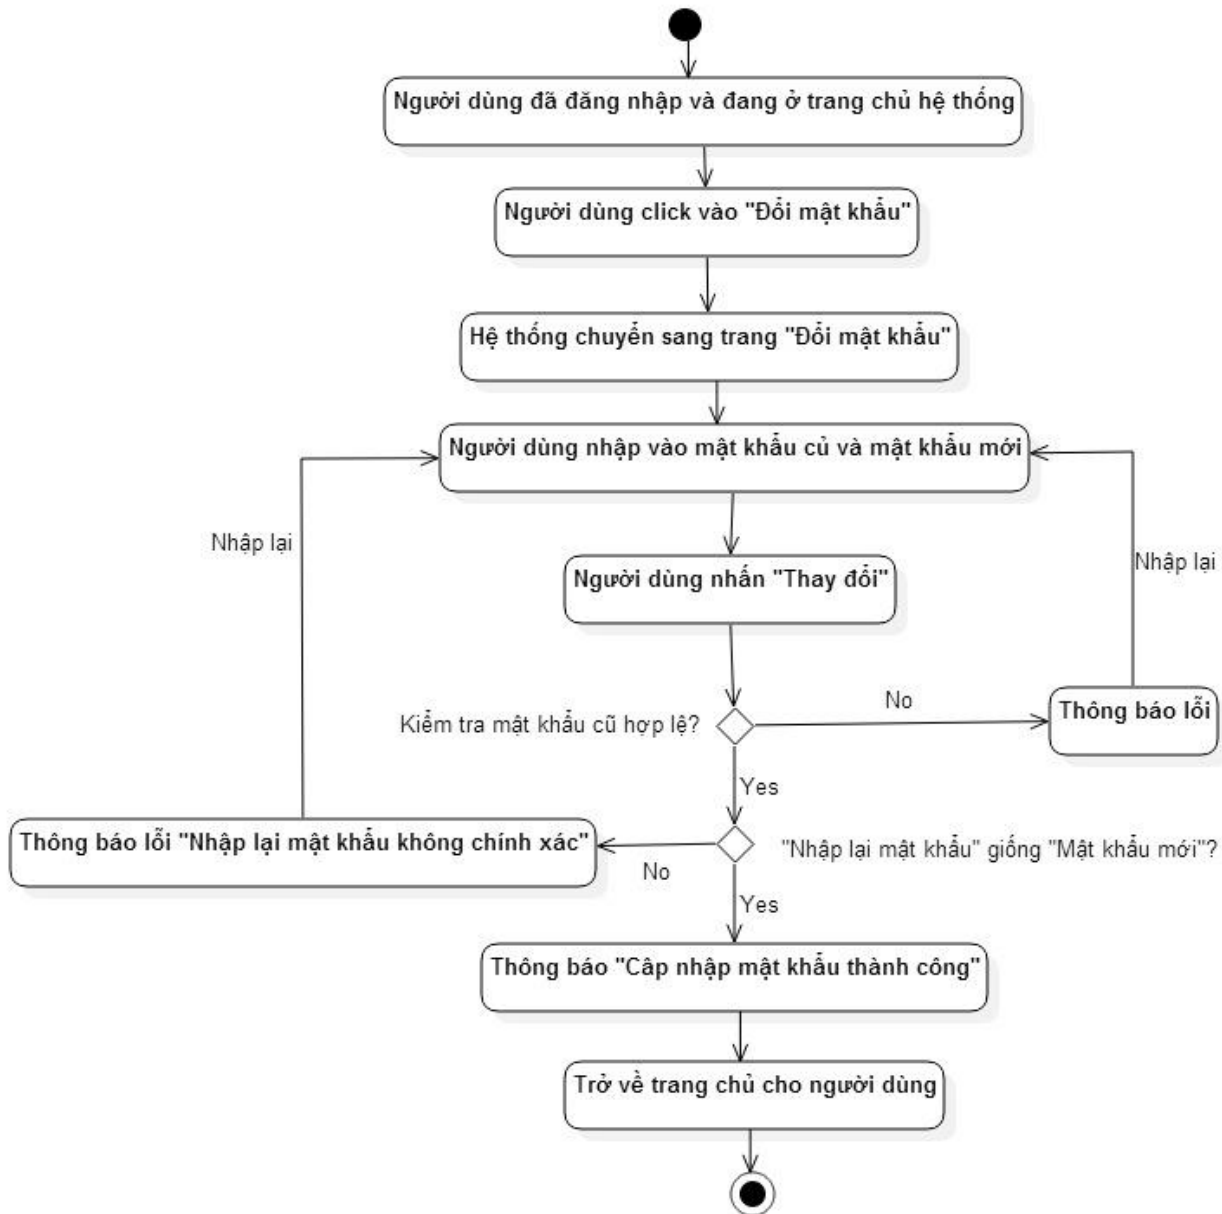 Người dùng đã đăng nhập và đang ở trang chủ hệ thống
Người dùng click vào "Đổi mật khẩu"
Hệ thống chuyển sang trang "Đổi mật khẩu"
Người dùng nhập vào mật khẩu củ và mật khẩu mới
Nhập lại
Nhập lại
Người dùng nhấn "Thay đổi"
Kiểm tra mật khẩu cũ hợp lệ?
No
Thông báo lỗi
Yes
Thông báo lỗi "Nhập lại mật khẩu không chính xác"
No
"Nhập lại mật khẩu" giống "Mật khẩu mới"?
Yes
Thông báo "Câp nhập mật khẩu thành công"
Trở về trang chủ cho người dùng